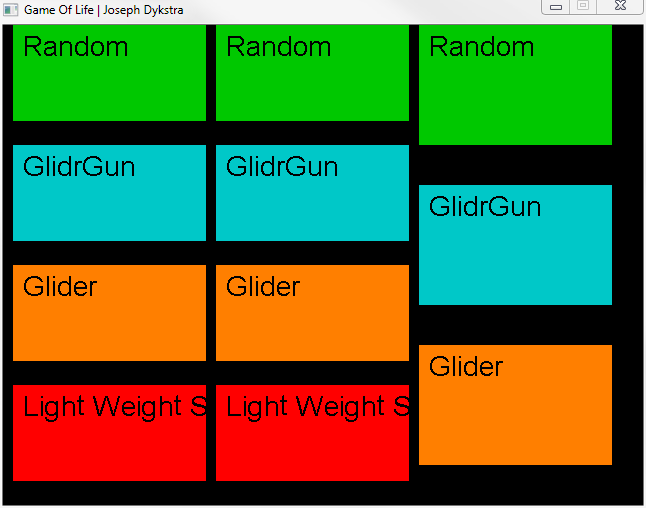 Game Of Life | Joseph Dykstra
Random Random Random
GlidrGun GlidrGun
GlidrGun
Glider Glider
Glider
Light Weight S Light Weight S